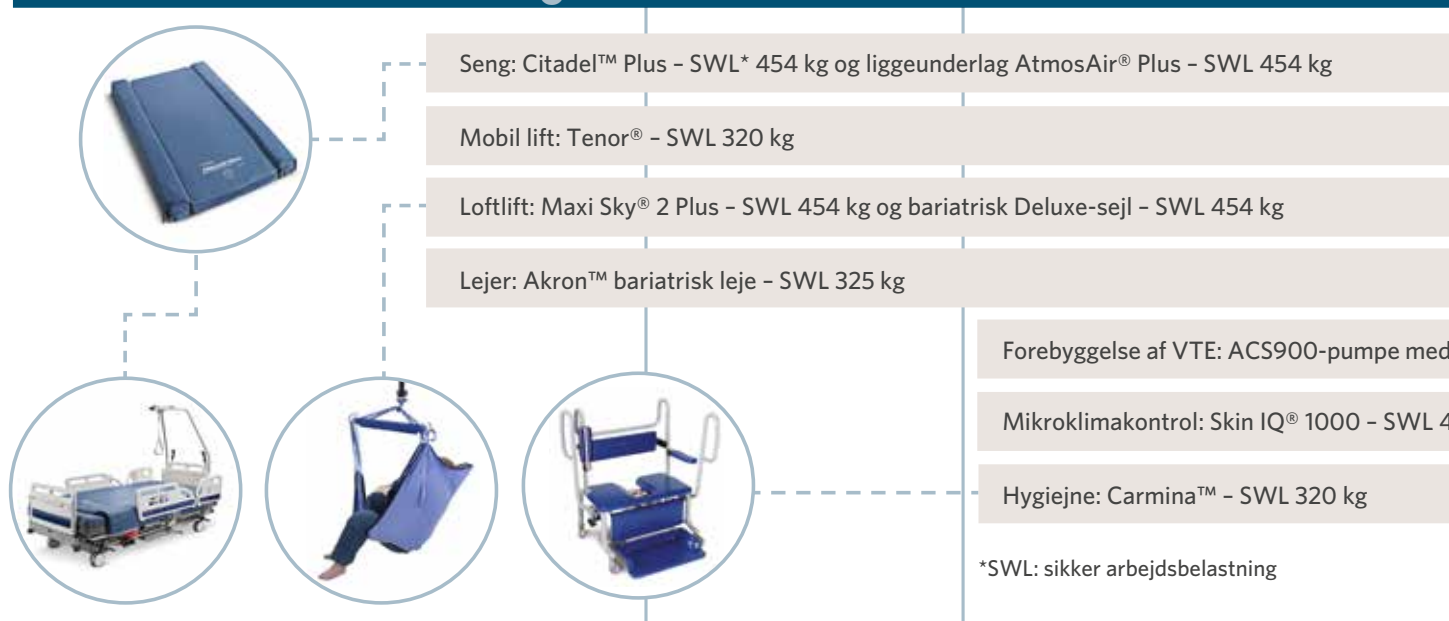 Seng: Citadel™ Plus – SWL* 454 kg og liggeunderlag AtmosAir® Plus – SWL 454 kg
Mobil lift: Tenor® – SWL 320 kg
Loftlift: Maxi Sky® 2 Plus – SWL 454 kg og bariatrisk Deluxe-sejl – SWL 454 kg
Lejer: Akron™ bariatrisk leje – SWL 325 kg
Forebyggelse af VTE: ACS900-pumpe med
Mikroklimakontrol: Skin IQ® 1000 – SWL 4
Hygiejne: Carmina™ – SWL 320 kg
*SWL: sikker arbejdsbelastning